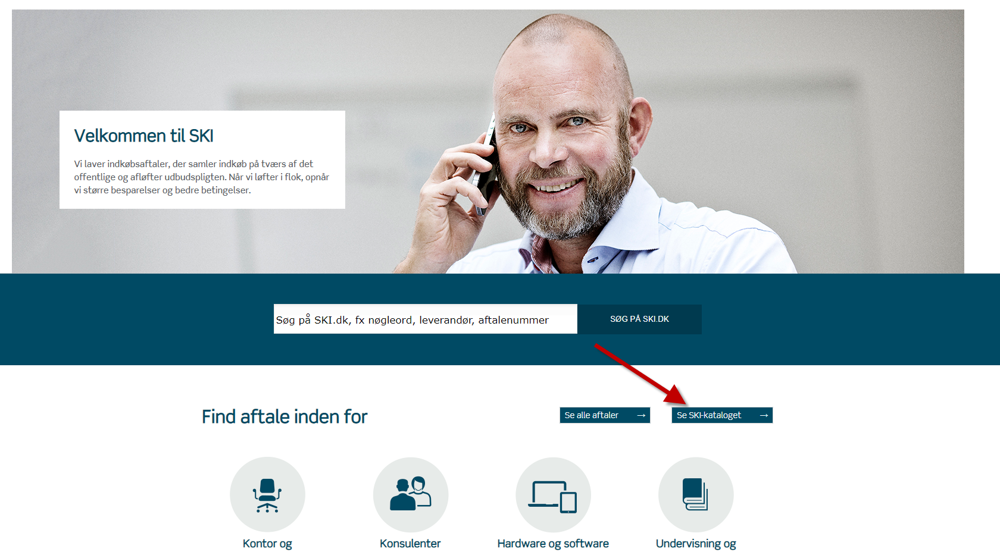 Velkommen til SKI
Vi laver indkøbsaftaler, der samler indkøb på tværs af det
offentlige og afløfter udbudspligten. Når vi løfter i flok, opnår
vi større besparelser og bedre betingelser.
Søg på SKI.dk, fx nøgleord, leverandør, aftalenummer
SØG PÅ SKI.DK
Find aftale inden for
Se alle aftaler →
Se SKI-kataloget →
Kontor og
Konsulenter
Hardware og software
Undervisning og